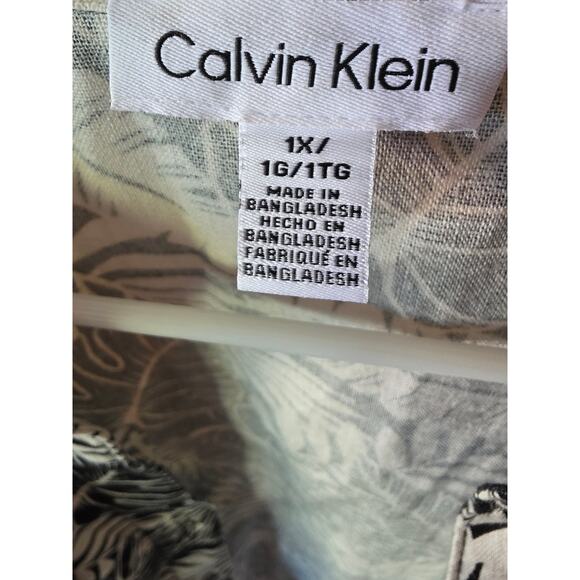 Calvin Klein
1X/
1G/1TG
MADE IN
BANGLADESH
HECHO EN
BANGLADESH
FABRIQUÉ EN
BANGLADESH